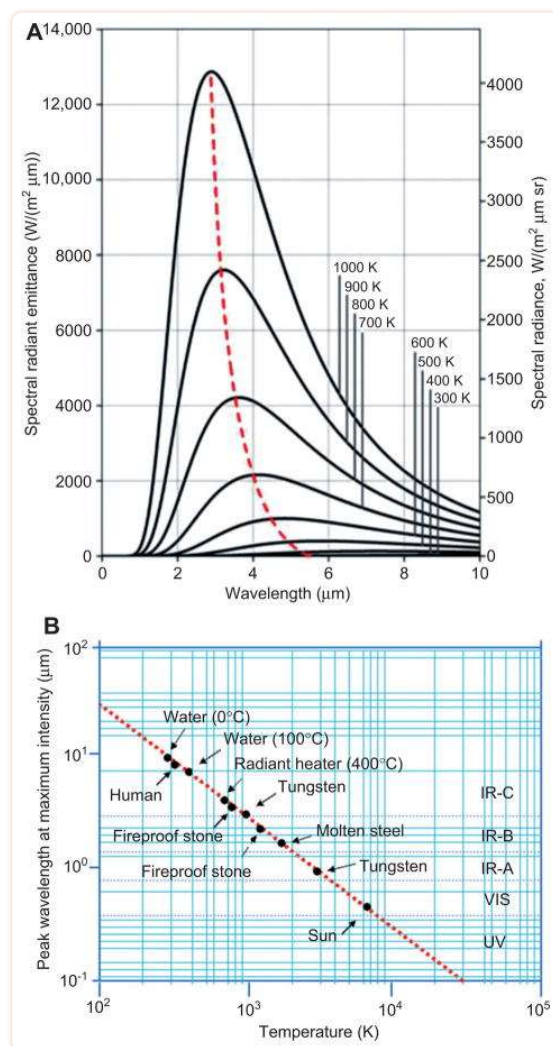 A
14,000
12,000
10,000
8000
6000
4000
2000
0
Spectral radiant emittance (W/(m² μm))
4000
3500
3000
2500
2000
1500
1000
500
0
Spectral radiance, W/(m² μm sr)
1000 K
900 K
800 K
700 K
600 K
500 K
400 K
300 K
0 2 4 6 8 10
Wavelength (μm)
B
10²
10¹
10⁰
10⁻¹
Peak wavelength at maximum intensity (μm)
Water (0°C)
Water (100°C)
Radiant heater (400°C)
Human
Tungsten
Fireproof stone
Molten steel
Fireproof stone
Tungsten
Sun
IR-C
IR-B
IR-A
VIS
UV
10² 10³ 10⁴ 10⁵
Temperature (K)